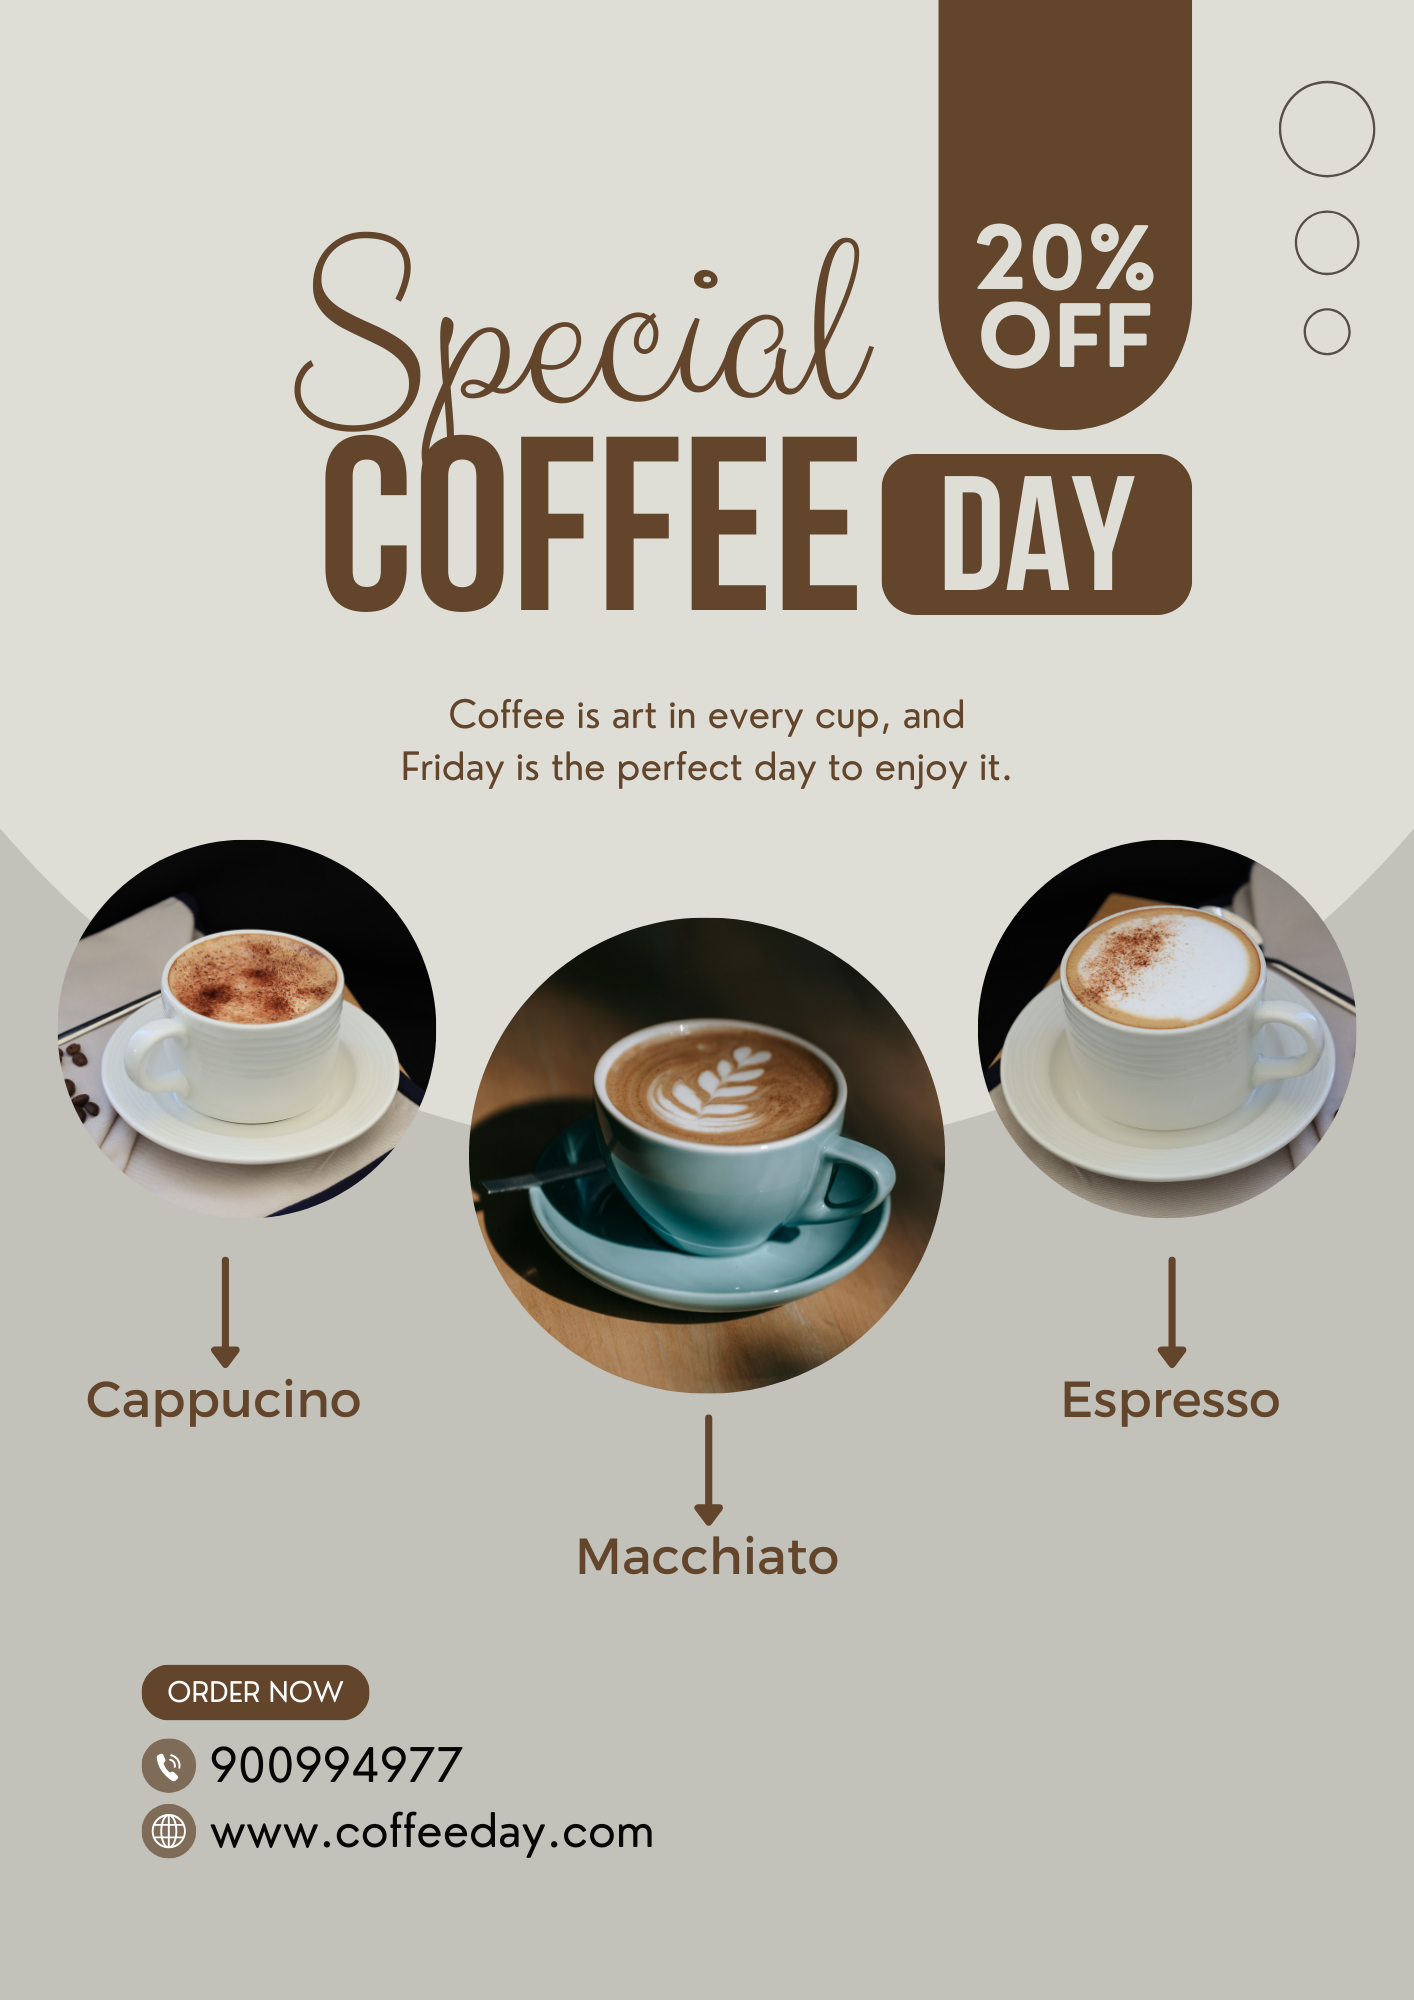 20%
OFF
Special
COFFEE DAY
Coffee is art in every cup, and
Friday is the perfect day to enjoy it.
Cappucino
Espresso
Macchiato
ORDER NOW
900994977
www.coffeeday.com